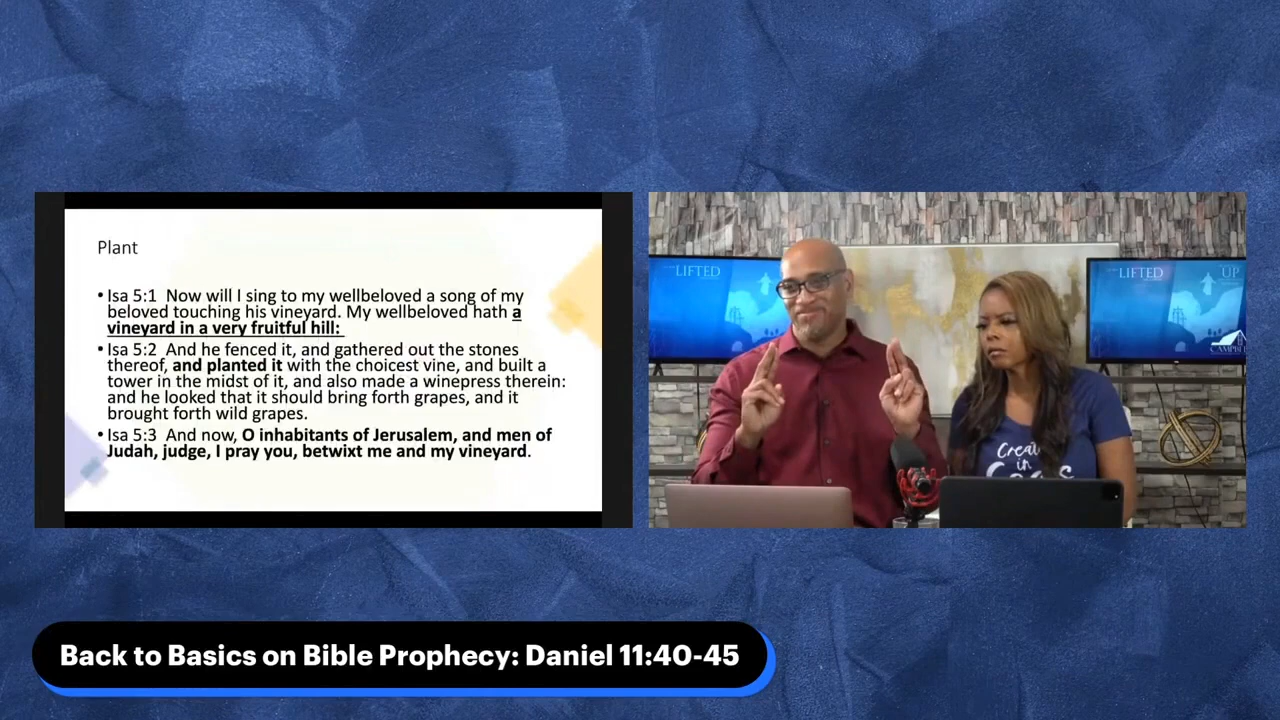 Plant
• Isa 5:1 Now will I sing to my wellbeloved a song of my
beloved touching his vineyard. My wellbeloved hath a
vineyard in a very fruitful hill:
• Isa 5:2 And he fenced it, and gathered out the stones
thereof, and planted it with the choicest vine, and built a
tower in the midst of it, and also made a winepress therein:
and he looked that it should bring forth grapes, and it
brought forth wild grapes.
• Isa 5:3 And now, O inhabitants of Jerusalem, and men of
Judah, judge, I pray you, betwixt me and my vineyard.
LIFTED
LIFTED
UP
in
Back to Basics on Bible Prophecy: Daniel 11:40-45